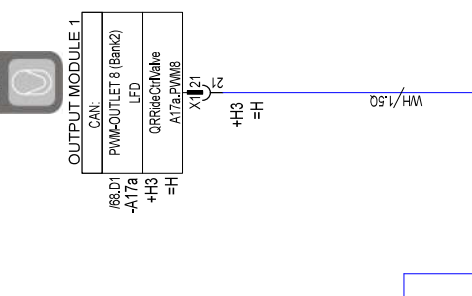 OUTPUT MODULE 1
CAN:
PWM-OUTLET 8 (Bank2)
LFD
QRRideCtrlValve
A17a.PWM8
/68.D1
-A17a
+H3
=H
X1
21
21
+H3
=H
WH/1.5Q